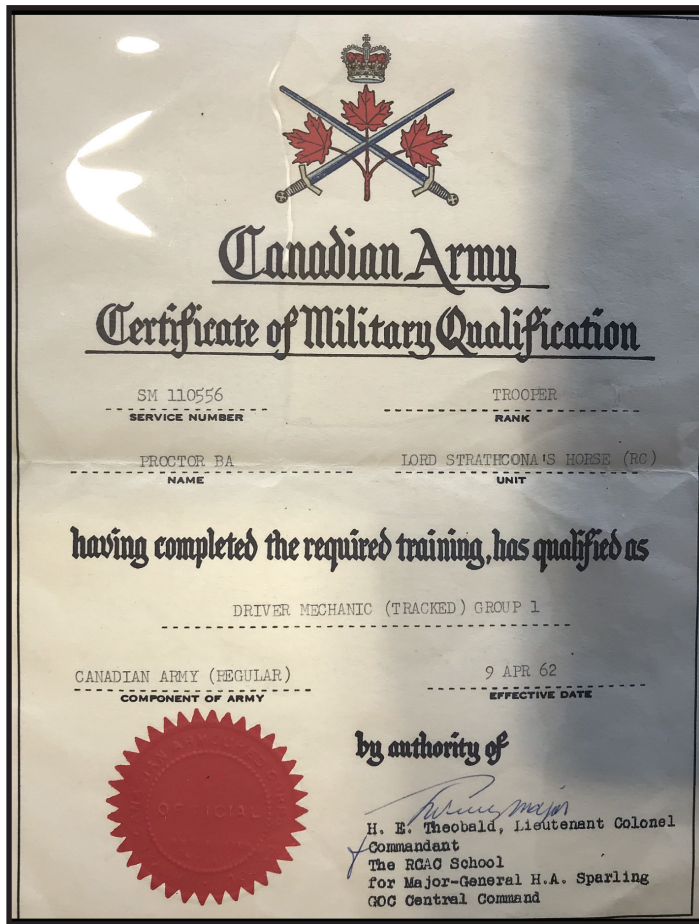 Canadian Army
Certificate of Military Qualification
SM 110556 TROOPER
SERVICE NUMBER RANK
PROCTOR BA LORD STRATHCONA'S HORSE (RC)
NAME UNIT
having completed the required training, has qualified as
DRIVER MECHANIC (TRACKED) GROUP 1
CANADIAN ARMY (REGULAR) 9 APR 62
COMPONENT OF ARMY EFFECTIVE DATE
by authority of
major
H. E. Theobald, Lieutenant Colonel
Commandant
The RCAC School
for Major-General H.A. Sparling
GOC Central Command
OFFICIAL